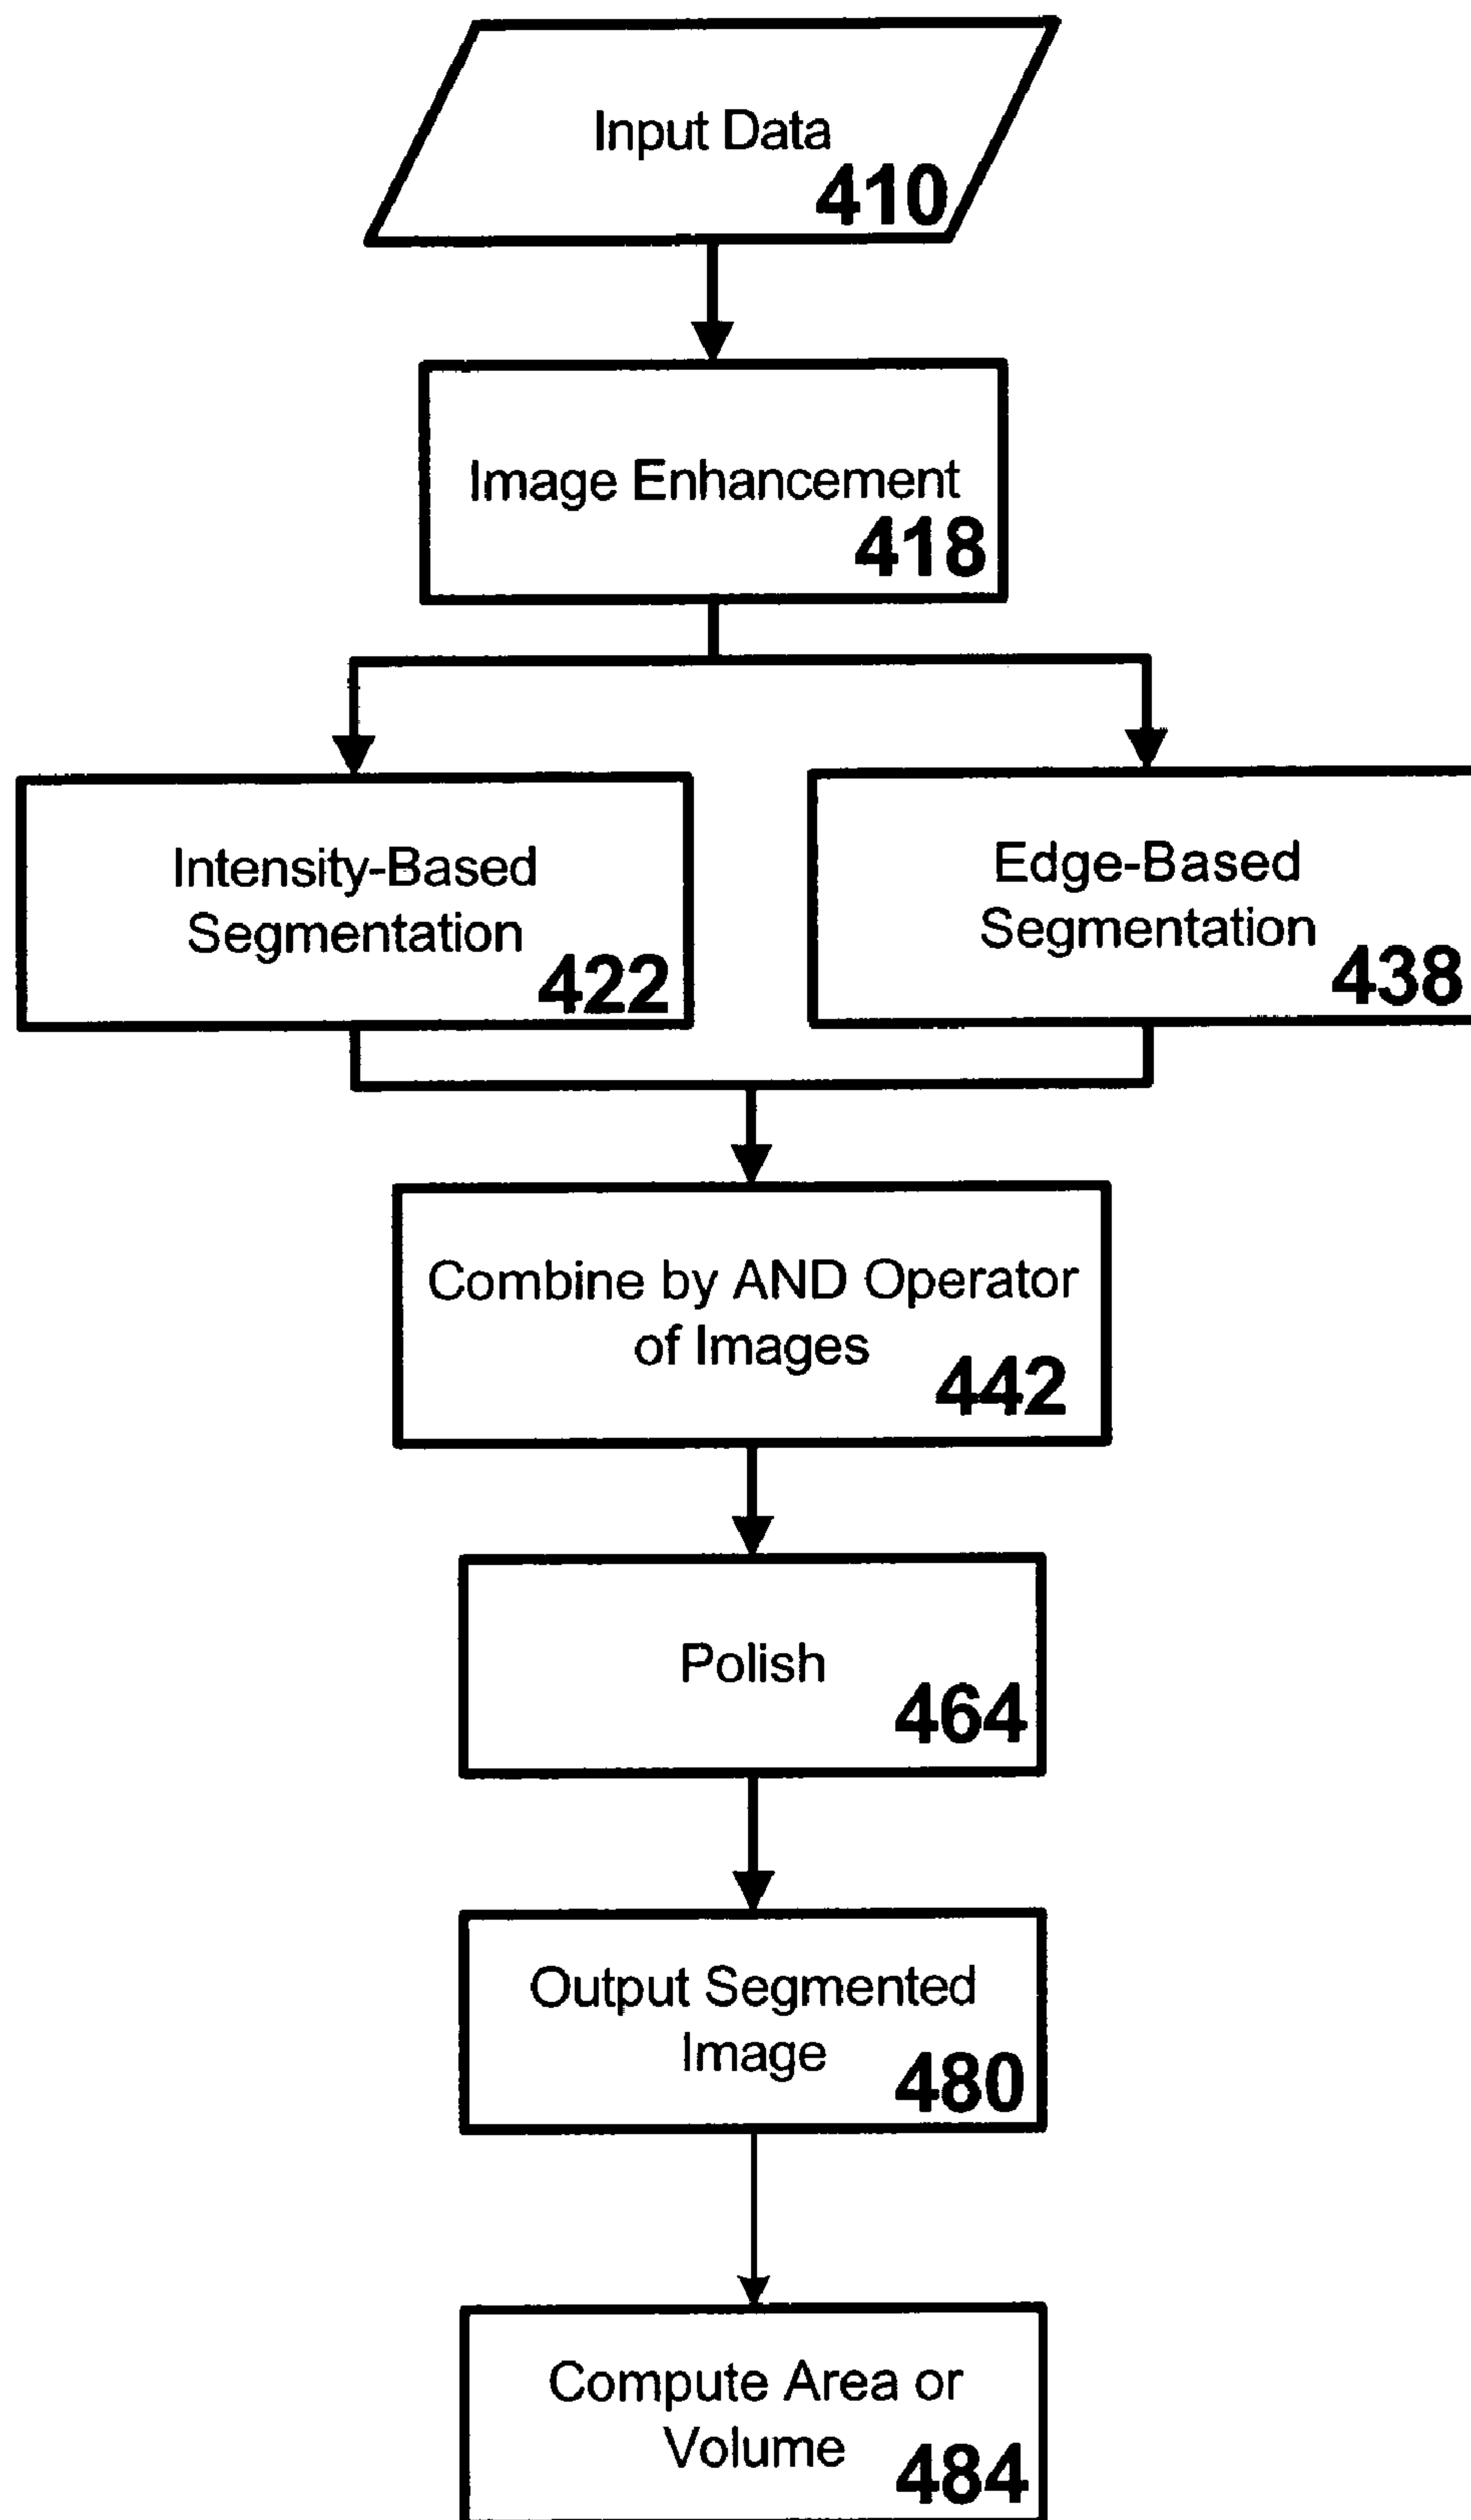 Input Data
410
Image Enhancement
418
Intensity-Based
Segmentation
422
Edge-Based
Segmentation
438
Combine by AND Operator
of Images
442
Polish
464
Output Segmented
Image
480
Compute Area or
Volume
484